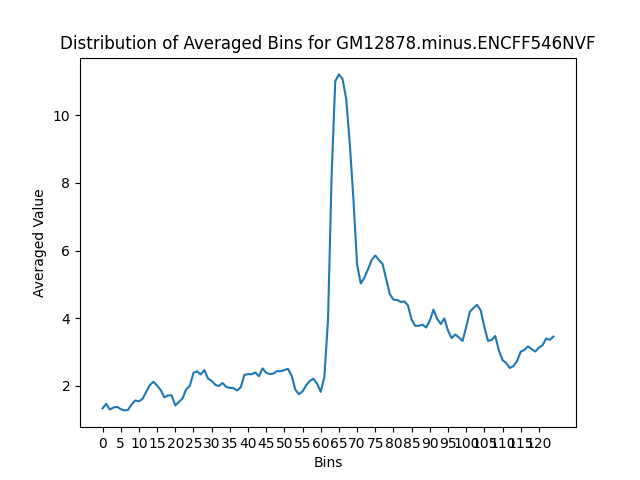 Distribution of Averaged Bins for GM12878.minus.ENCFF546NVF
Averaged Value
10
8
6
4
2
0 5 10 15 20 25 30 35 40 45 50 55 60 65 70 75 80 85 90 95 100 105 110 115 120
Bins